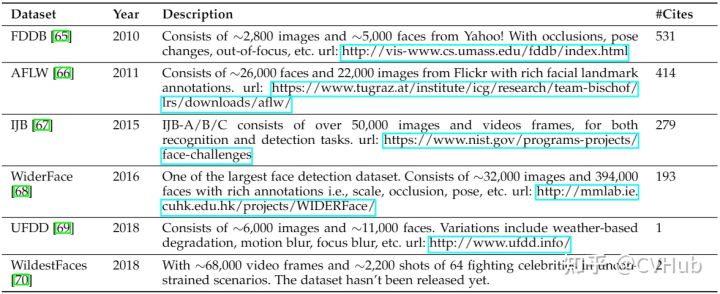 Dataset Year Description #Cites
FDDB [65] 2010 Consists of ∼2,800 images and ∼5,000 faces from Yahoo! With occlusions, pose 531
changes, out-of-focus, etc. url: http://vis-www.cs.umass.edu/fddb/index.html
AFLW [66] 2011 Consists of ∼26,000 faces and 22,000 images from Flickr with rich facial landmark 414
annotations. url: https://www.tugraz.at/institute/icg/research/team-bischof/
lrs/downloads/aflw/
IJB [67] 2015 IJB-A/B/C consists of over 50,000 images and videos frames, for both 279
recognition and detection tasks. url: https://www.nist.gov/programs-projects/
face-challenges
WiderFace 2016 One of the largest face detection dataset. Consists of ∼32,000 images and 394,000 193
[68] faces with rich annotations i.e., scale, occlusion, pose, etc. url: http://mmlab.ie.
cuhk.edu.hk/projects/WIDERFace/
UFDD [69] 2018 Consists of ∼6,000 images and ∼11,000 faces. Variations include weather-based 1
degradation, motion blur, focus blur, etc. url: http://www.ufdd.info/
WildestFaces 2018 With ∼68,000 video frames and ∼2,200 shots of 64 fighting celebrities in uncon- 2
[70] strained scenarios. The dataset hasn't been released yet.
知乎 @CVHub